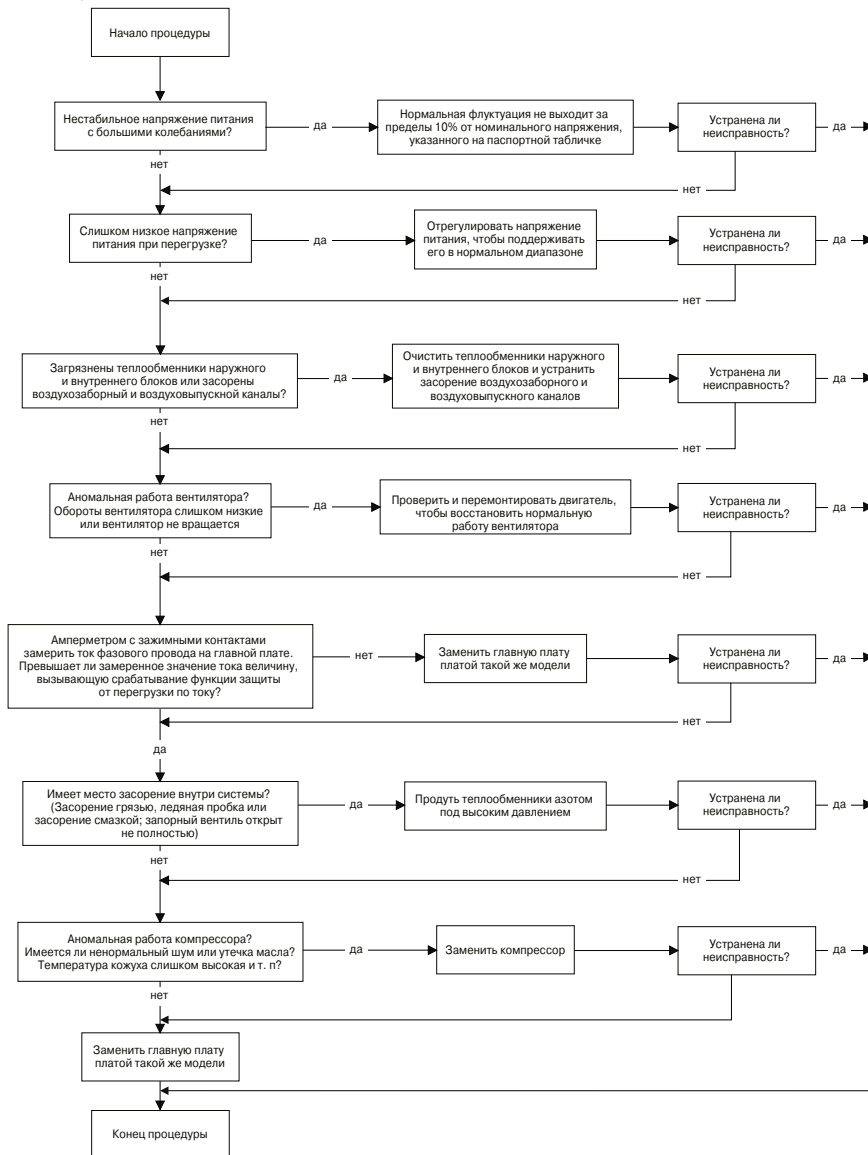 Начало процедуры
Нестабильное напряжение питания
с большими колебаниями?
да
Нормальная флуктуация не выходит за
пределы 10% от номинального напряжения,
указанного на паспортной табличке
Устранена ли
неисправность?
да
нет
нет
Слишком низкое напряжение
питания при перегрузке?
да
Отрегулировать напряжение
питания, чтобы поддерживать
его в нормальном диапазоне
Устранена ли
неисправность?
да
нет
нет
Загрязнены теплообменники наружного
и внутреннего блоков или засорены
воздухозаборный и воздуховыпускной каналы?
да
Очистить теплообменники наружного
и внутреннего блоков и устранить
засорение воздухозаборного и
воздуховыпускного каналов
Устранена ли
неисправность?
да
нет
нет
Аномальная работа вентилятора?
Обороты вентилятора слишком низкие
или вентилятор не вращается
да
Проверить и перемонтировать двигатель,
чтобы восстановить нормальную
работу вентилятора
Устранена ли
неисправность?
да
нет
нет
Амперметром с зажимными контактами
замерить ток фазового провода на главной плате.
Превышает ли замеренное значение тока величину,
вызывающую срабатывание функции защиты
от перегрузки по току?
нет
Заменить главную плату
платой такой же модели
Устранена ли
неисправность?
да
нет
да
Имеет место засорение внутри системы?
(Засорение грязью, ледяная пробка или
засорение смазкой; запорный вентиль открыт
не полностью)
да
Продуть теплообменники азотом
под высоким давлением
Устранена ли
неисправность?
да
нет
нет
Аномальная работа компрессора?
Имеется ли ненормальный шум или утечка масла?
Температура кожуха слишком высокая и т. п?
да
Заменить компрессор
Устранена ли
неисправность?
да
нет
Заменить главную плату
платой такой же модели
Конец процедуры